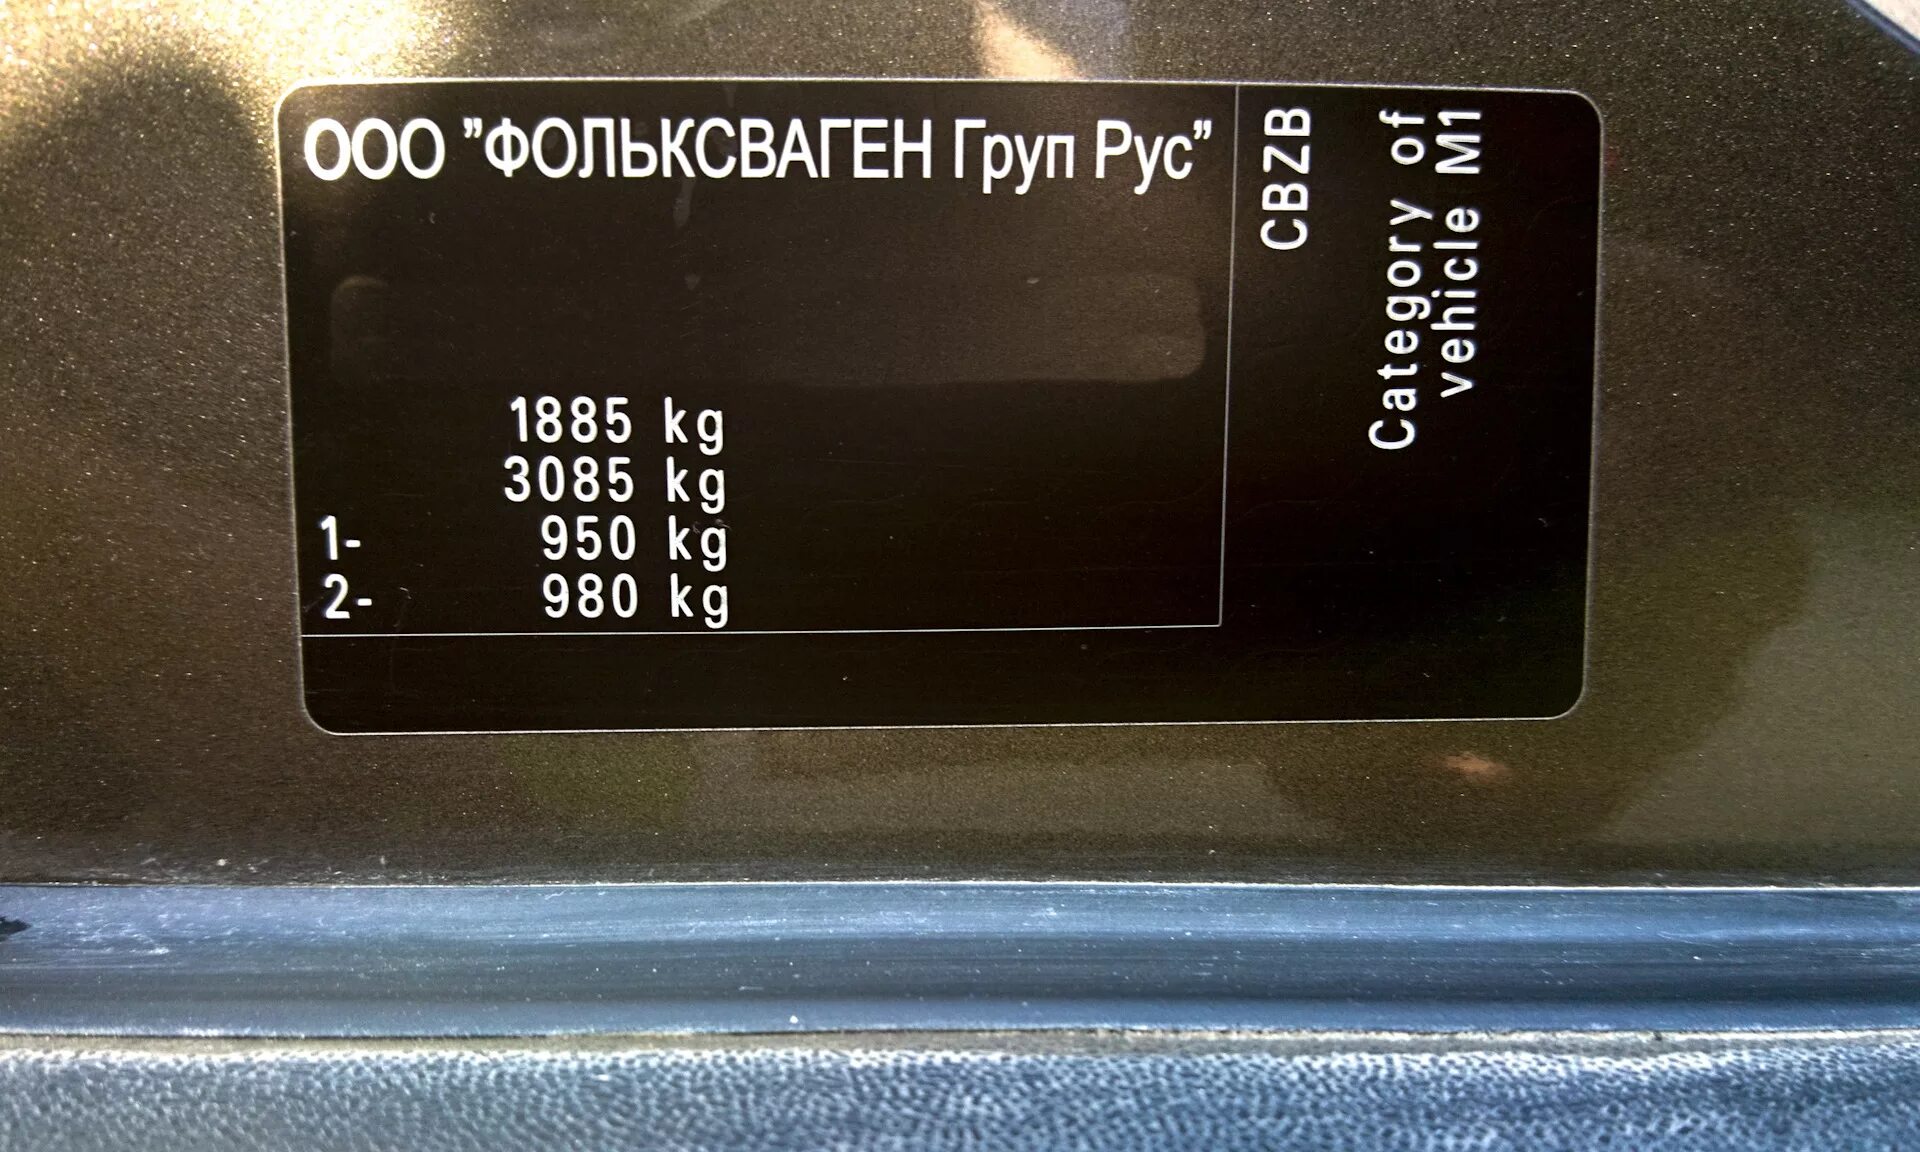 ООО "ФОЛЬКСВАГЕН Груп Рус"
1885 kg
3085 kg
1- 950 kg
2- 980 kg
CBZB
Category of
vehicle M1